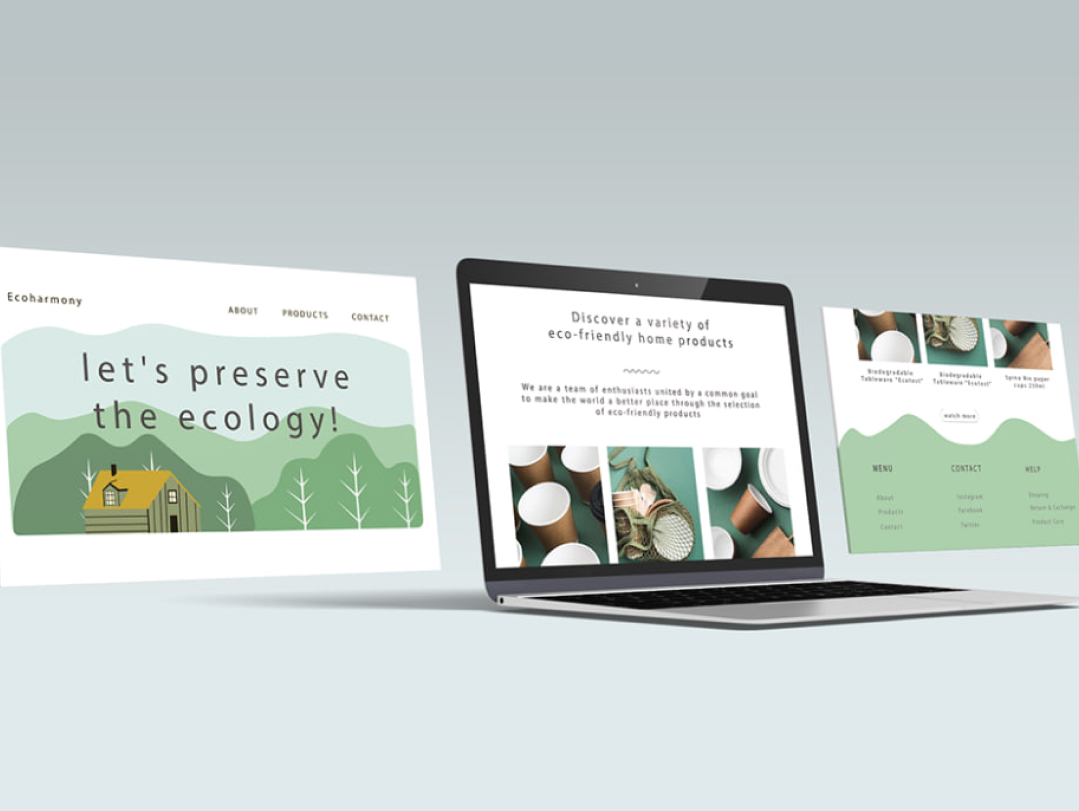 Ecoharmony
ABOUT PRODUCTS CONTACT
let's preserve
the ecology!
Discover a variety of
eco-friendly home products
We are a team of enthusiasts united by a common goal
to make the world a better place through the selection
of eco-friendly products
Biodegradable
Tableware "Ecotest"
Biodegradable
Tableware "Ecotest"
Spina Bio paper
cups 250ml
watch more
MENU
About
Products
Contact
CONTACT
Instagram
Facebook
Twitter
HELP
Shipping
Return & Exchange
Product Care